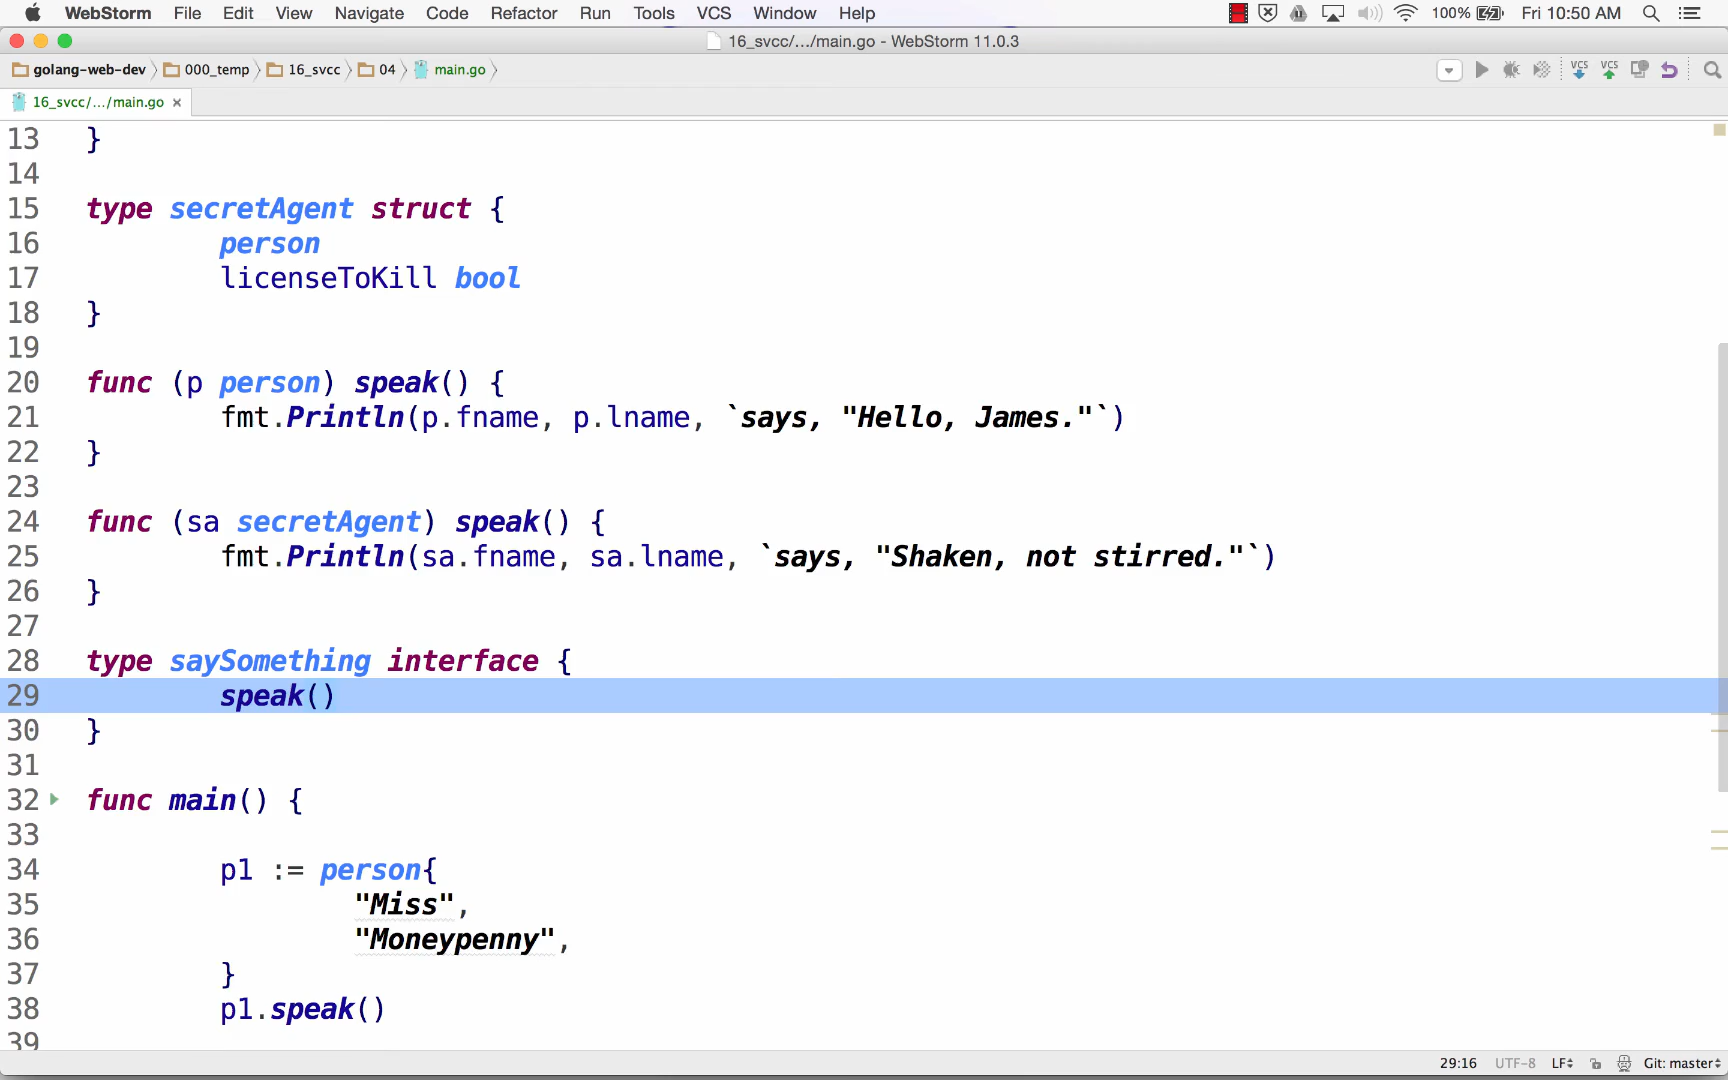 WebStorm File Edit View Navigate Code Refactor Run Tools VCS Window Help 100% Fri 10:50 AM
16_svcc/.../main.go - WebStorm 11.0.3
golang-web-dev 000_temp 16_svcc 04 main.go VCS VCS
16_svcc/.../main.go ×
13 }
14
15 type secretAgent struct {
16 person
17 licenseToKill bool
18 }
19
20 func (p person) speak() {
21 fmt.Println(p.fname, p.lname, `says, "Hello, James."`)
22 }
23
24 func (sa secretAgent) speak() {
25 fmt.Println(sa.fname, sa.lname, `says, "Shaken, not stirred."`)
26 }
27
28 type saySomething interface {
29 speak()
30 }
31
32 func main() {
33
34 p1 := person{
35 "Miss",
36 "Moneypenny",
37 }
38 p1.speak()
39
29:16 UTF-8 LF Git: master